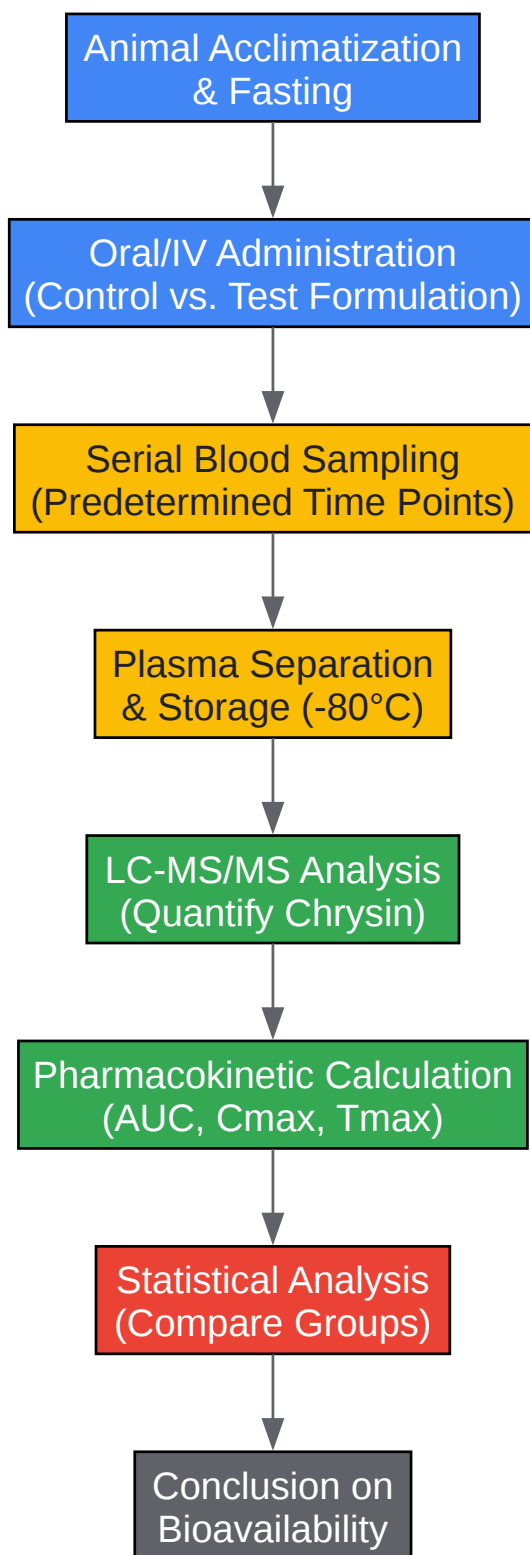 Animal Acclimatization
& Fasting
Oral/IV Administration
(Control vs. Test Formulation)
Serial Blood Sampling
(Predetermined Time Points)
Plasma Separation
& Storage (-80°C)
LC-MS/MS Analysis
(Quantify Chrysin)
Pharmacokinetic Calculation
(AUC, Cmax, Tmax)
Statistical Analysis
(Compare Groups)
Conclusion on
Bioavailability